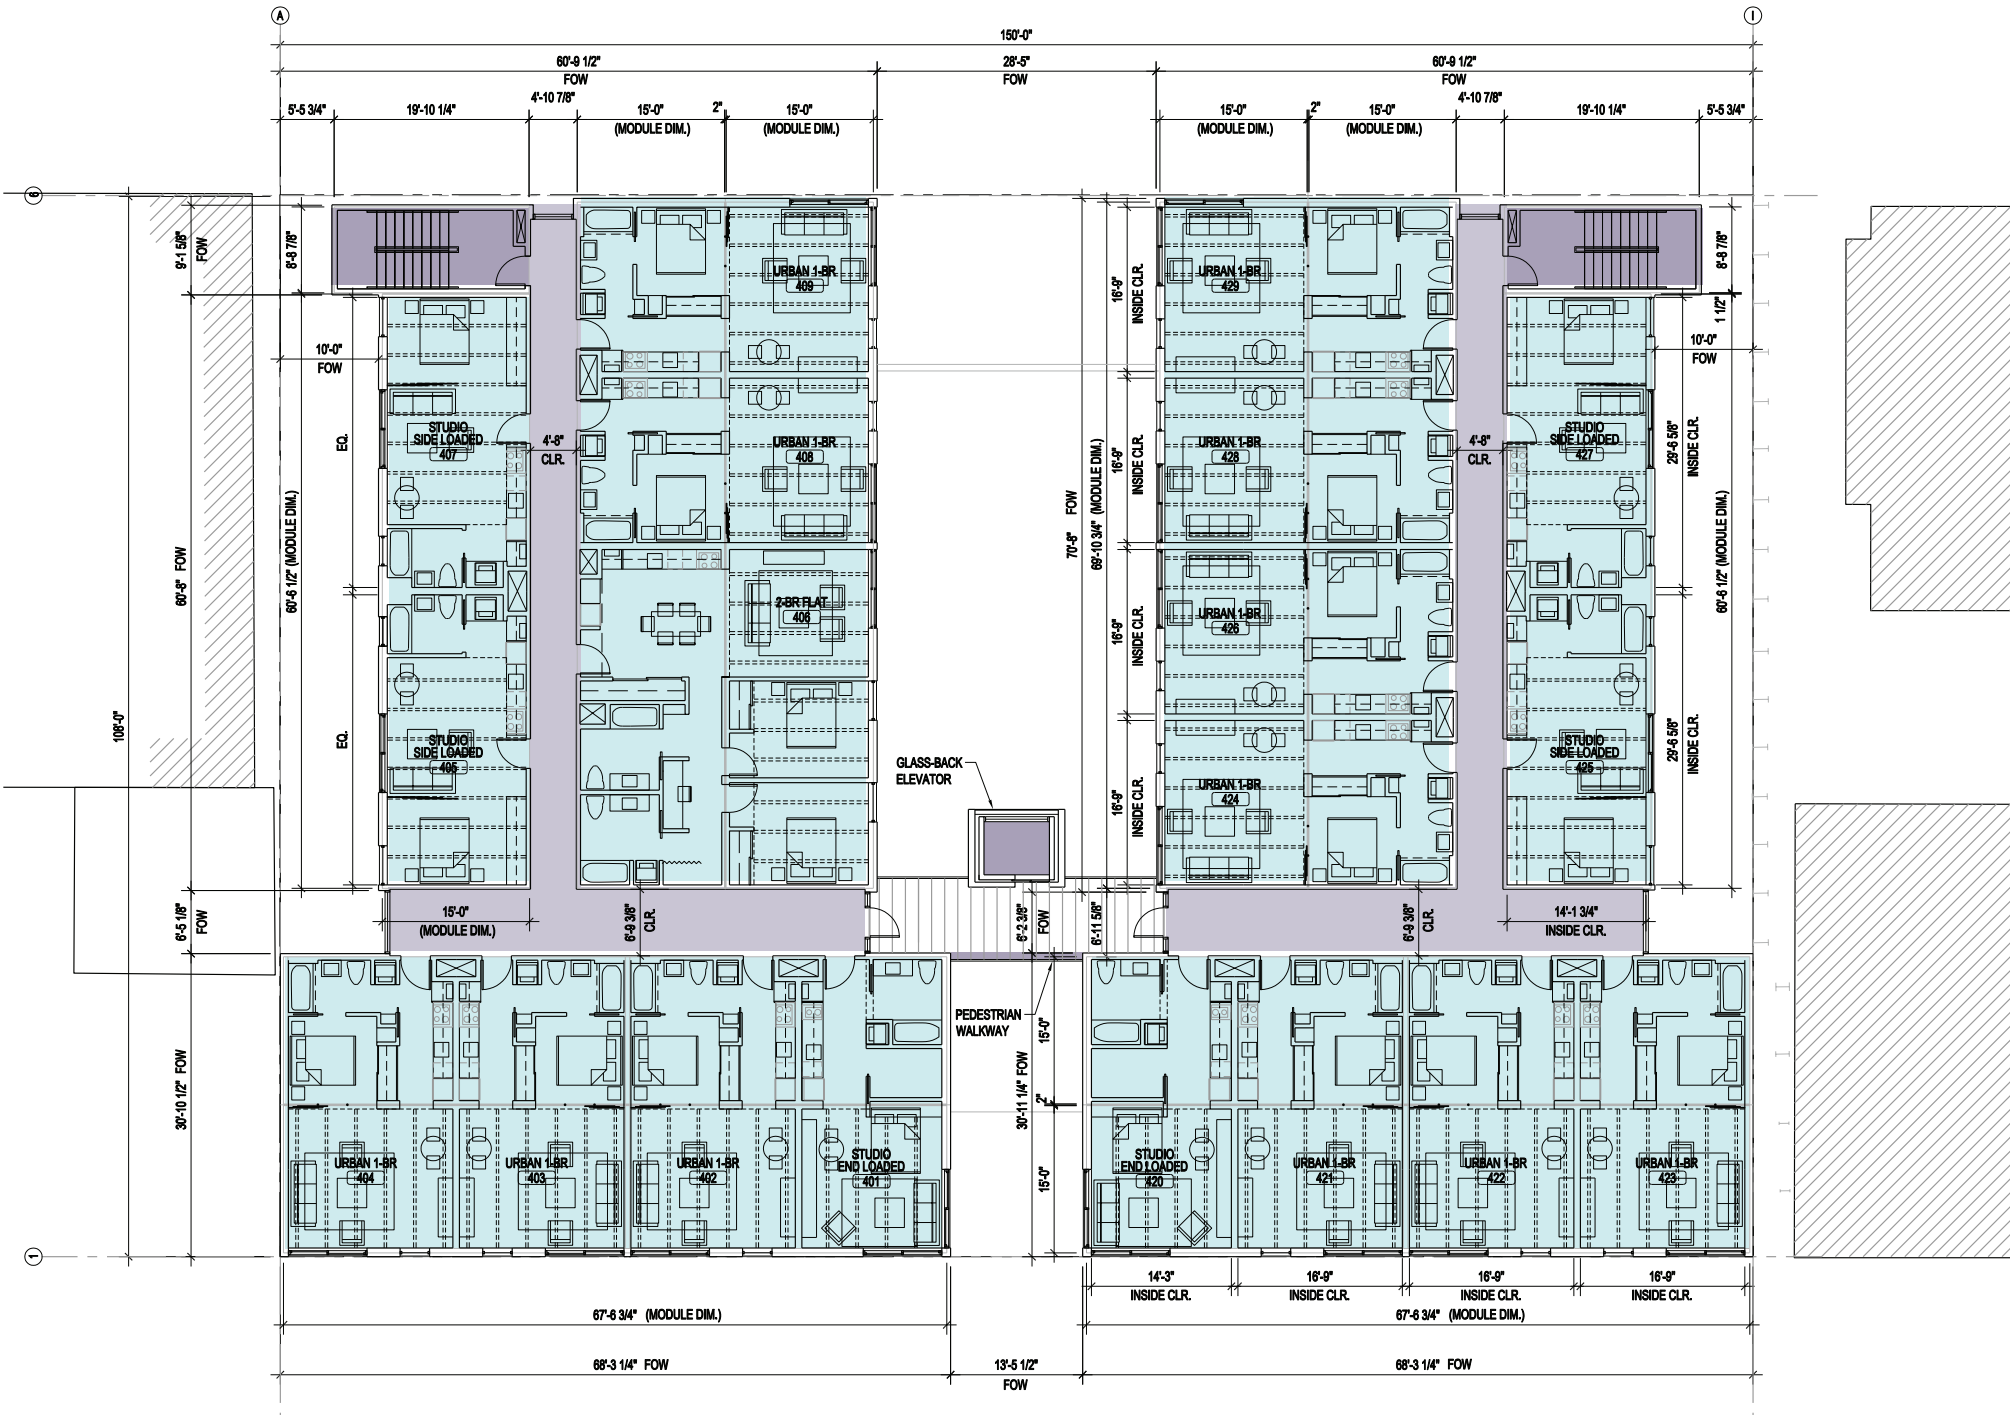 A
I
150'-0"
60'-9 1/2"
FOW
28'-5"
FOW
60'-9 1/2"
FOW
5'-5 3/4"
19'-10 1/4"
4'-10 7/8"
15'-0"
(MODULE DIM.)
2"
15'-0"
(MODULE DIM.)
15'-0"
(MODULE DIM.)
2"
15'-0"
(MODULE DIM.)
4'-10 7/8"
19'-10 1/4"
5'-5 3/4"
6
9'-1 5/8"
FOW
8'-8 7/8"
8'-8 7/8"
1 1/2"
URBAN 1-BR
409
URBAN 1-BR
429
16'-9"
INSIDE CLR.
10'-0"
FOW
10'-0"
FOW
EQ.
STUDIO
SIDE LOADED
407
4'-8"
CLR.
URBAN 1-BR
408
URBAN 1-BR
428
16'-9"
INSIDE CLR.
4'-8"
CLR.
STUDIO
SIDE LOADED
427
29'-6 5/8"
INSIDE CLR.
60'-8" FOW
60'-6 1/2" (MODULE DIM.)
70'-8" FOW
69'-10 3/4" (MODULE DIM.)
60'-6 1/2" (MODULE DIM.)
2-BR FLAT
406
URBAN 1-BR
426
16'-9"
INSIDE CLR.
108'-0"
EQ.
STUDIO
SIDE LOADED
405
GLASS-BACK
ELEVATOR
URBAN 1-BR
424
16'-9"
INSIDE CLR.
STUDIO
SIDE LOADED
425
29'-6 5/8"
INSIDE CLR.
6'-5 1/8"
FOW
15'-0"
(MODULE DIM.)
6'-9 3/8"
CLR.
6'-2 3/8"
FOW
6'-11 5/8"
6'-9 3/8"
CLR.
14'-1 3/4"
INSIDE CLR.
PEDESTRIAN
WALKWAY
30'-10 1/2" FOW
30'-11 1/4" FOW
15'-0"
2"
15'-0"
URBAN 1-BR
404
URBAN 1-BR
403
URBAN 1-BR
402
STUDIO
END LOADED
401
STUDIO
END LOADED
420
URBAN 1-BR
421
URBAN 1-BR
422
URBAN 1-BR
423
1
14'-3"
INSIDE CLR.
16'-9"
INSIDE CLR.
16'-9"
INSIDE CLR.
16'-9"
INSIDE CLR.
67'-6 3/4" (MODULE DIM.)
67'-6 3/4" (MODULE DIM.)
68'-3 1/4" FOW
13'-5 1/2"
FOW
68'-3 1/4" FOW